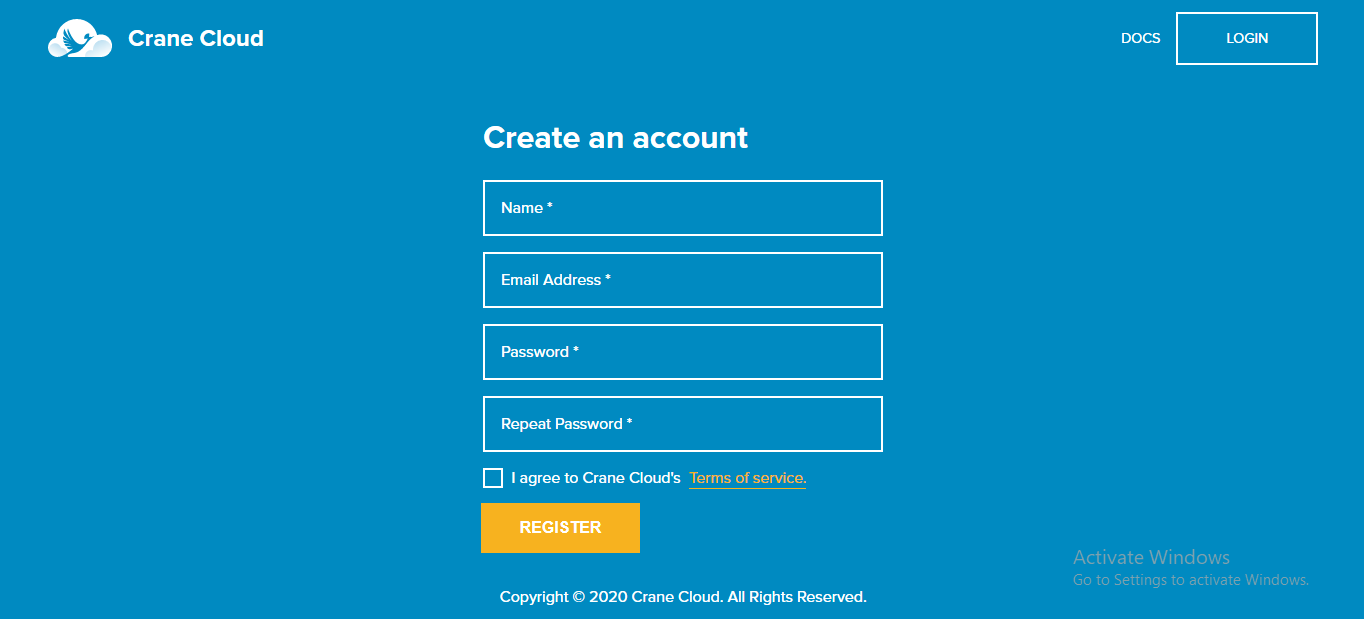 Crane Cloud
DOCS
LOGIN
Create an account
Name *
Email Address *
Password *
Repeat Password *
I agree to Crane Cloud's Terms of service.
REGISTER
Activate Windows
Go to Settings to activate Windows.
Copyright © 2020 Crane Cloud. All Rights Reserved.